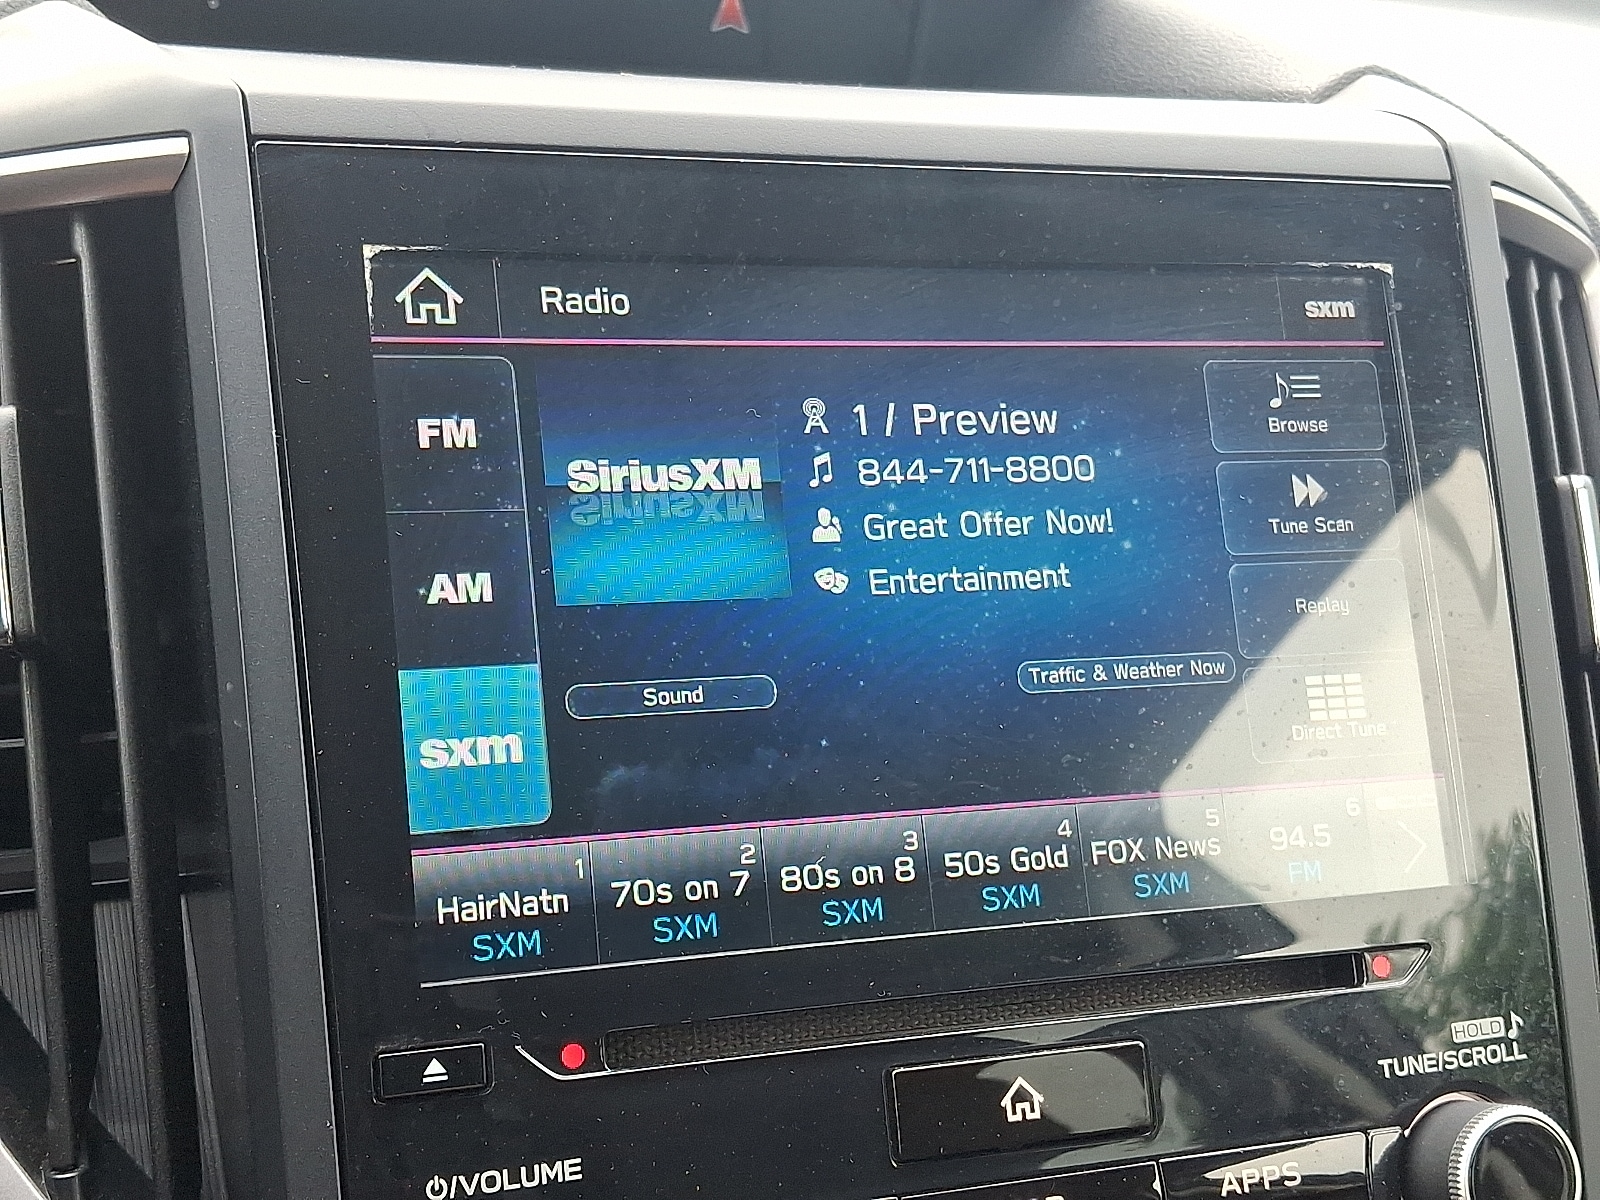 Radio
sxm
FM
AM
sxm
SiriusXM
1 / Preview
844-711-8800
Great Offer Now!
Entertainment
Browse
Tune Scan
Replay
Direct Tune
Sound
Traffic & Weather Now
1
HairNatn
SXM
2
70s on 7
SXM
3
80s on 8
SXM
4
50s Gold
SXM
5
FOX News
SXM
6
94.5
FM
HOLD
TUNE/SCROLL
/VOLUME
APPS